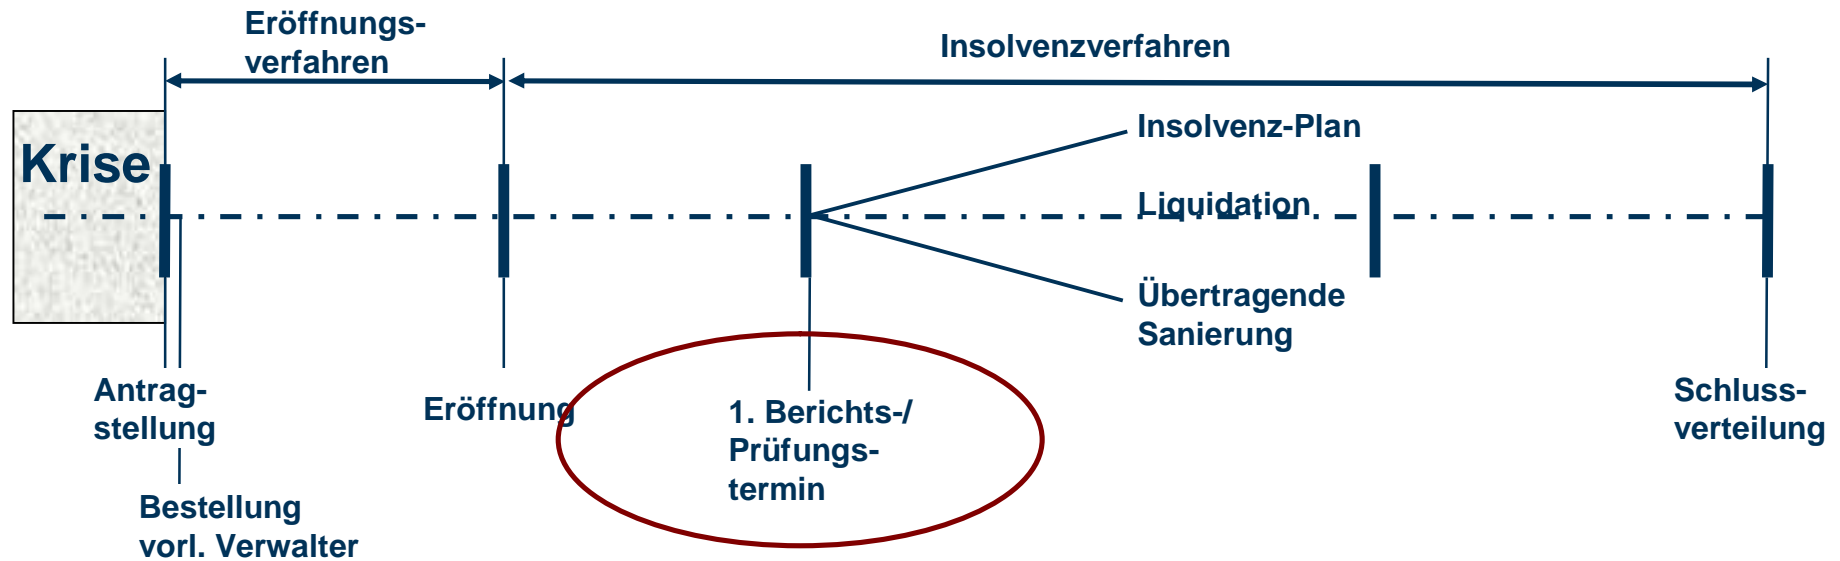 Eröffnungs-
verfahren
Insolvenzverfahren
Krise
Insolvenz-Plan
Liquidation
Übertragende
Sanierung
Antrag-
stellung
Eröffnung
1. Berichts-/
Prüfungs-
termin
Schluss-
verteilung
Bestellung
vorl. Verwalter